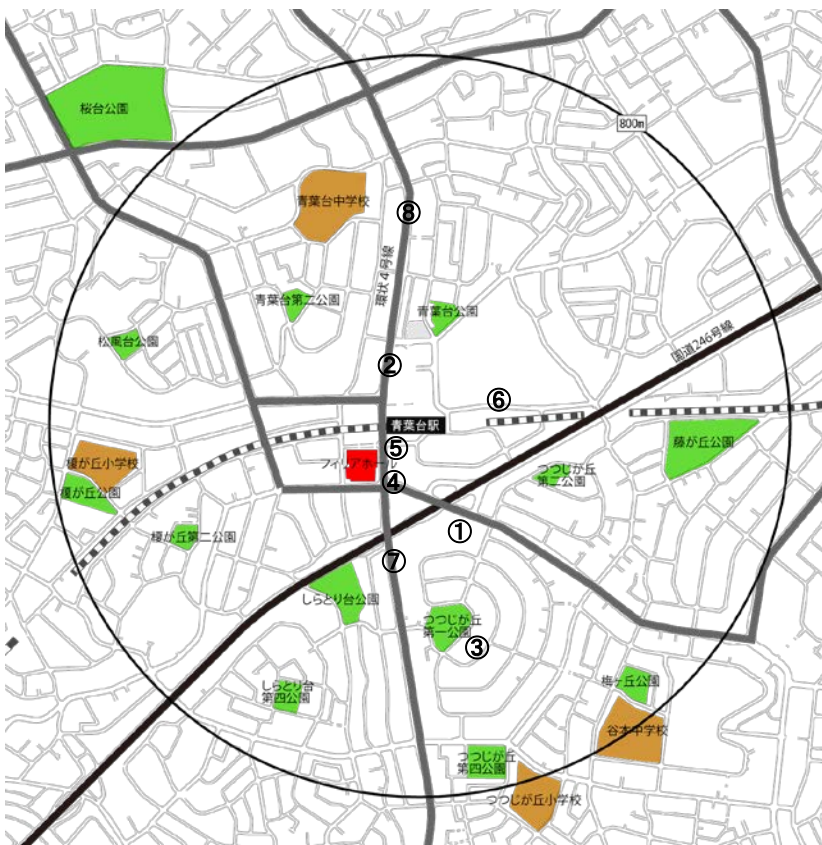 桜台公園
800m
青葉台中学校
⑧
環状4号線
青葉台第二公園
青葉台公園
松風台公園
国道246号線
②
⑥
青葉台駅
⑤
藤が丘公園
フィリアホール
榎が丘小学校
つつじが丘
第二公園
④
榎が丘公園
①
榎が丘第二公園
⑦
しらとり台公園
つつじが丘
第一公園
③
しらとり台
第四公園
梅ヶ丘公園
谷本中学校
つつじが丘
第四公園
つつじが丘小学校